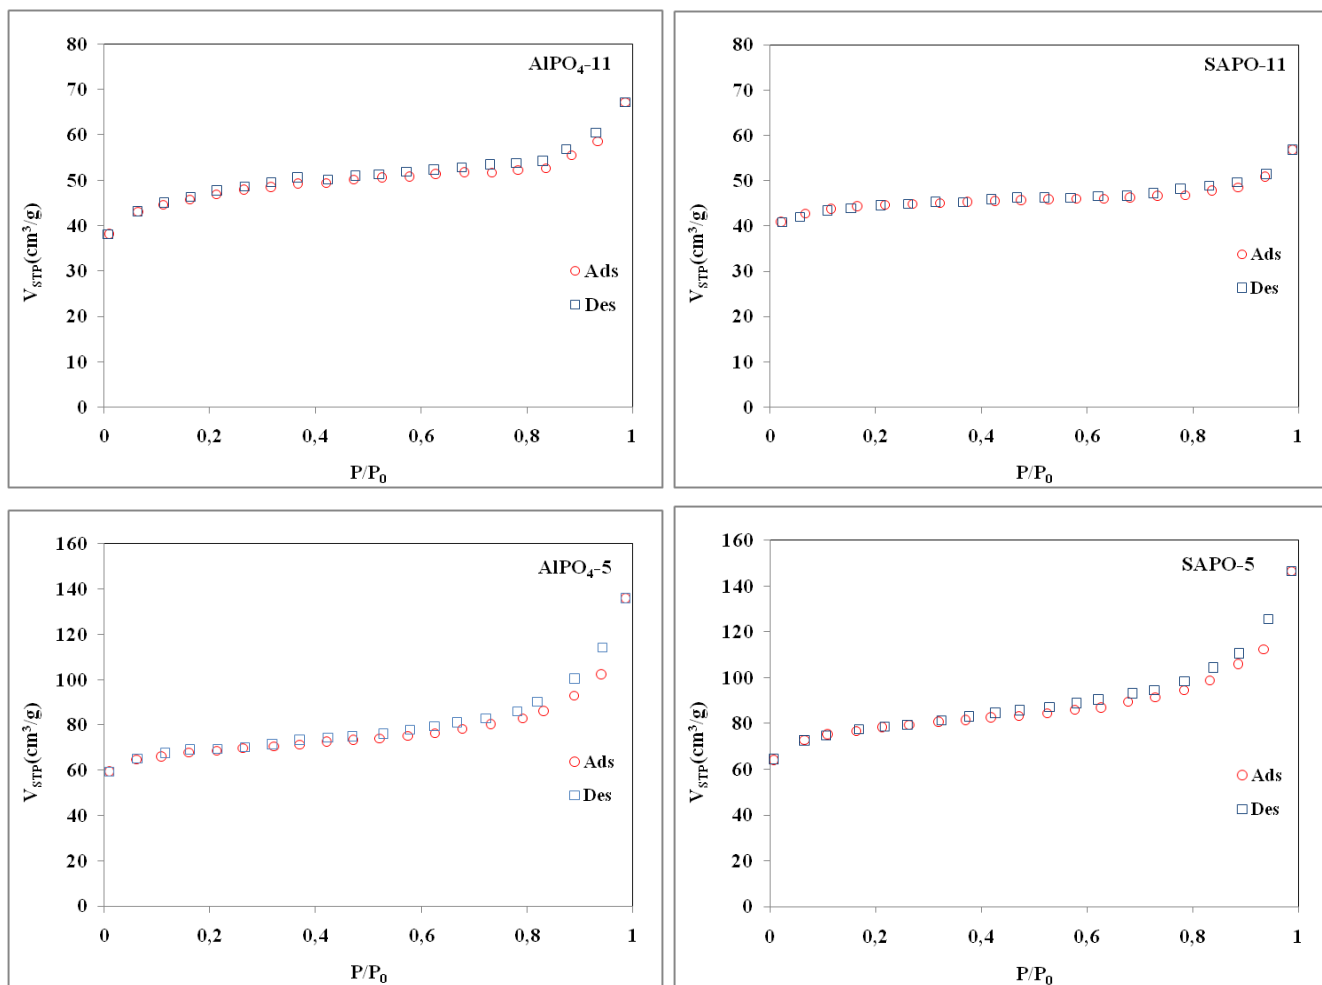 AlPO₄-11
80
70
60
50
40
30
20
10
0
V_STP(cm³/g)
Ads
Des
0 0,2 0,4 0,6 0,8 1
P/P₀
SAPO-11
80
70
60
50
40
30
20
10
0
V_STP(cm³/g)
Ads
Des
0 0,2 0,4 0,6 0,8 1
P/P₀
AlPO₄-5
160
140
120
100
80
60
40
20
0
V_STP(cm³/g)
Ads
Des
0 0,2 0,4 0,6 0,8 1
P/P₀
SAPO-5
160
140
120
100
80
60
40
20
0
V_STP(cm³/g)
Ads
Des
0 0,2 0,4 0,6 0,8 1
P/P₀